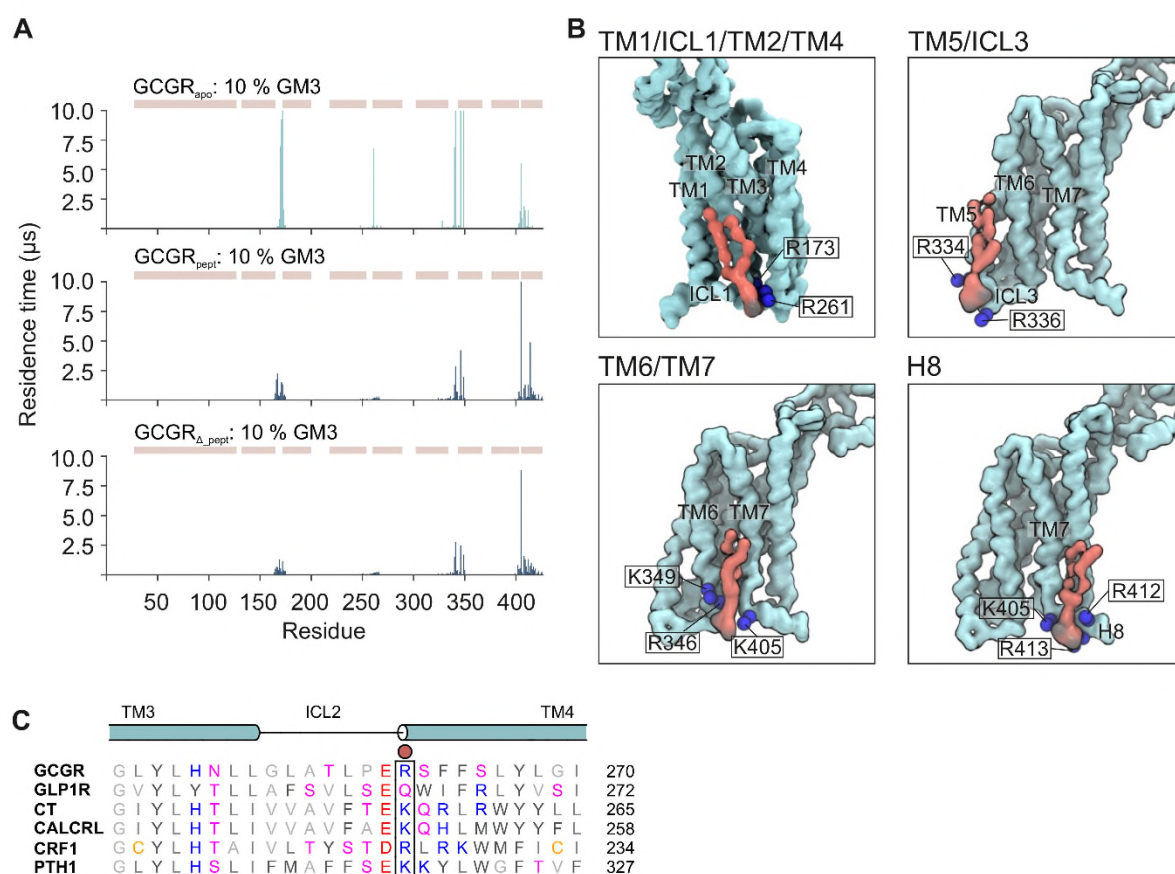 A
GCGRapo: 10 % GM3
10.0
7.5
5.0
2.5
GCGRpept: 10 % GM3
10.0
7.5
5.0
2.5
GCGRΔ_pept: 10 % GM3
10.0
7.5
5.0
2.5
Residence time (µs)
50 100 150 200 250 300 350 400
Residue
B
TM1/ICL1/TM2/TM4
TM2
TM4
TM1
TM3
R173
ICL1
R261
TM5/ICL3
TM6
TM5
TM7
R334
ICL3
R336
TM6/TM7
TM6
TM7
K349
R346
K405
H8
TM7
K405
R412
H8
R413
C
TM3 ICL2 TM4
GCGR G L Y L H N L L G L A T L P E R S F F S L Y L G I 270
GLP1R G V Y L Y T L L A F S V L S E Q W I F R L Y V S I 272
CT G I Y L H T L I V V A V F T E K Q R L R W Y Y L L 265
CALCRL G I Y L H T L I V V A V F A E K Q H L M W Y Y F L 258
CRF1 G C Y L H T A I V L T Y S T D R L R K W M F I C I 234
PTH1 G L Y L H S L I F M A F F S E K K Y L W G F T V F 327